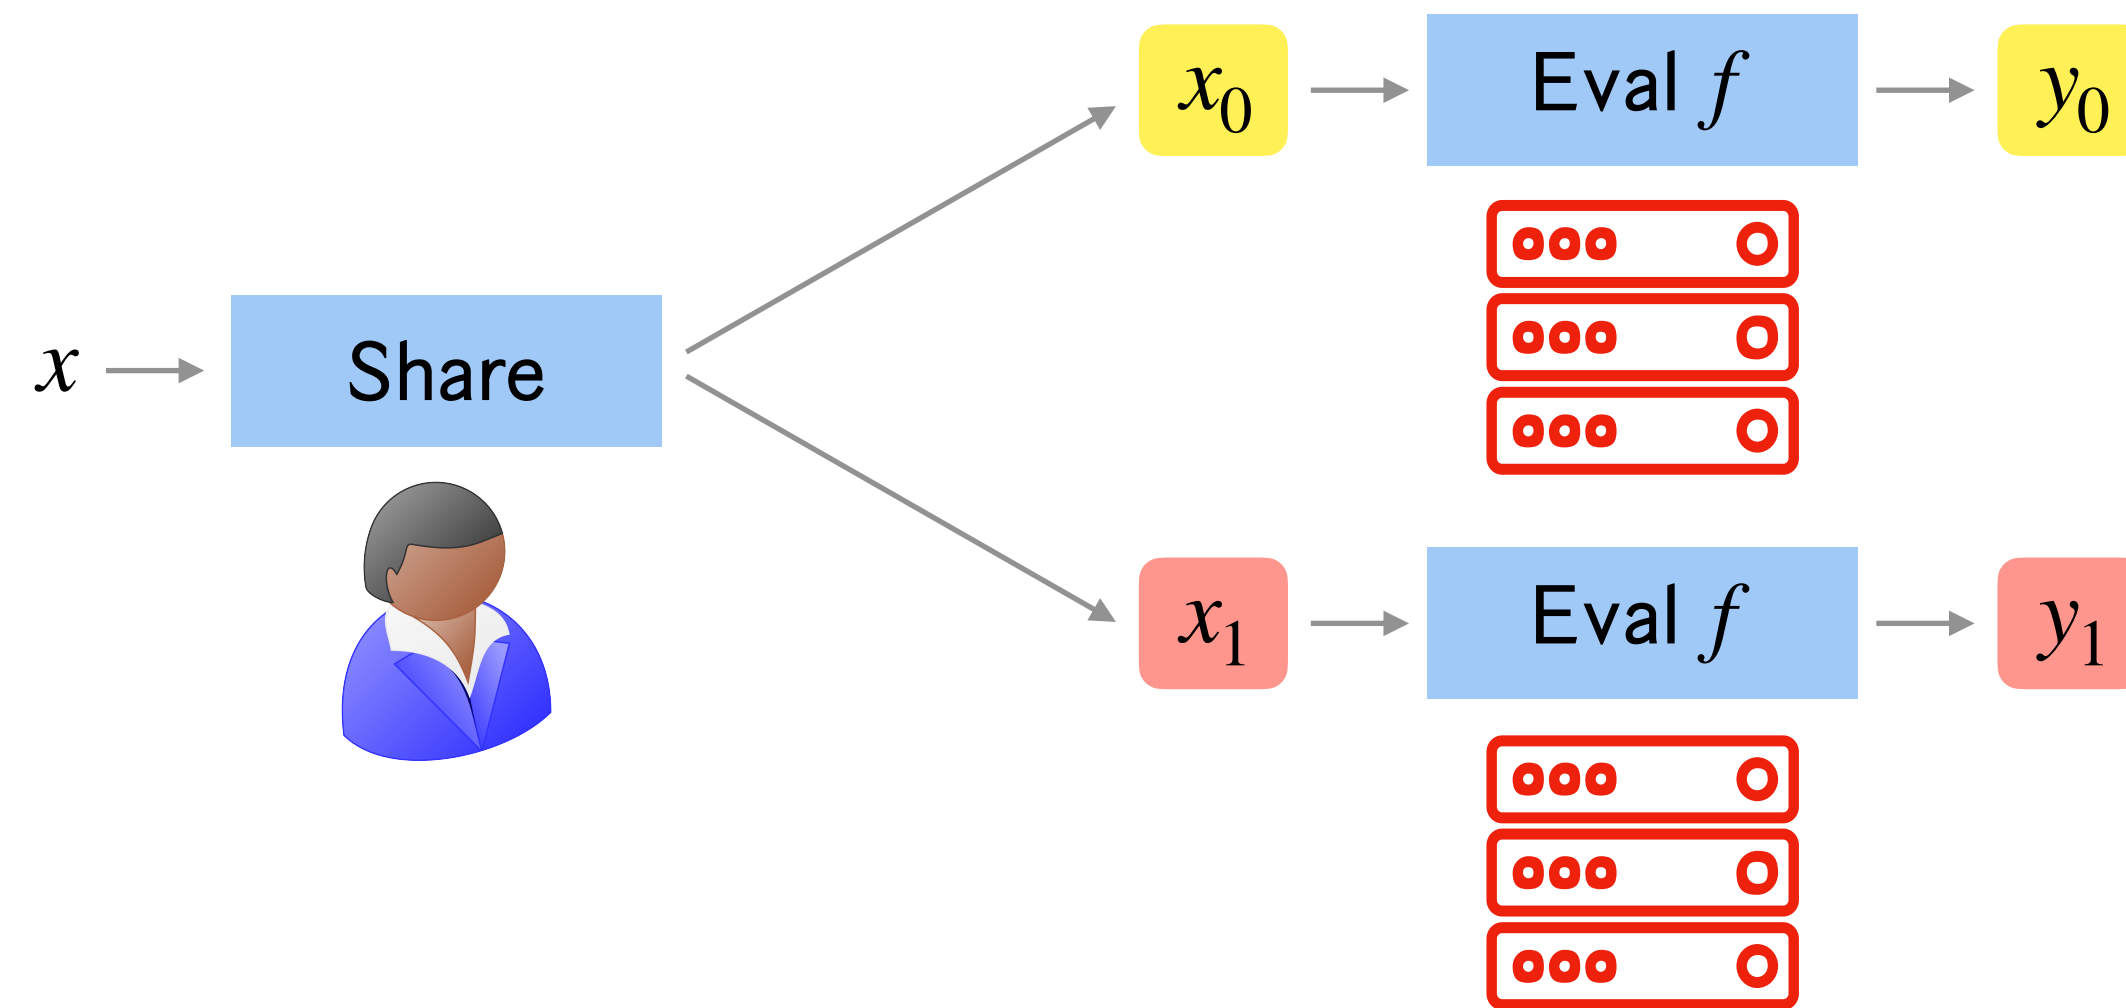 x₀
Eval f
y₀
x
Share
x₁
Eval f
y₁